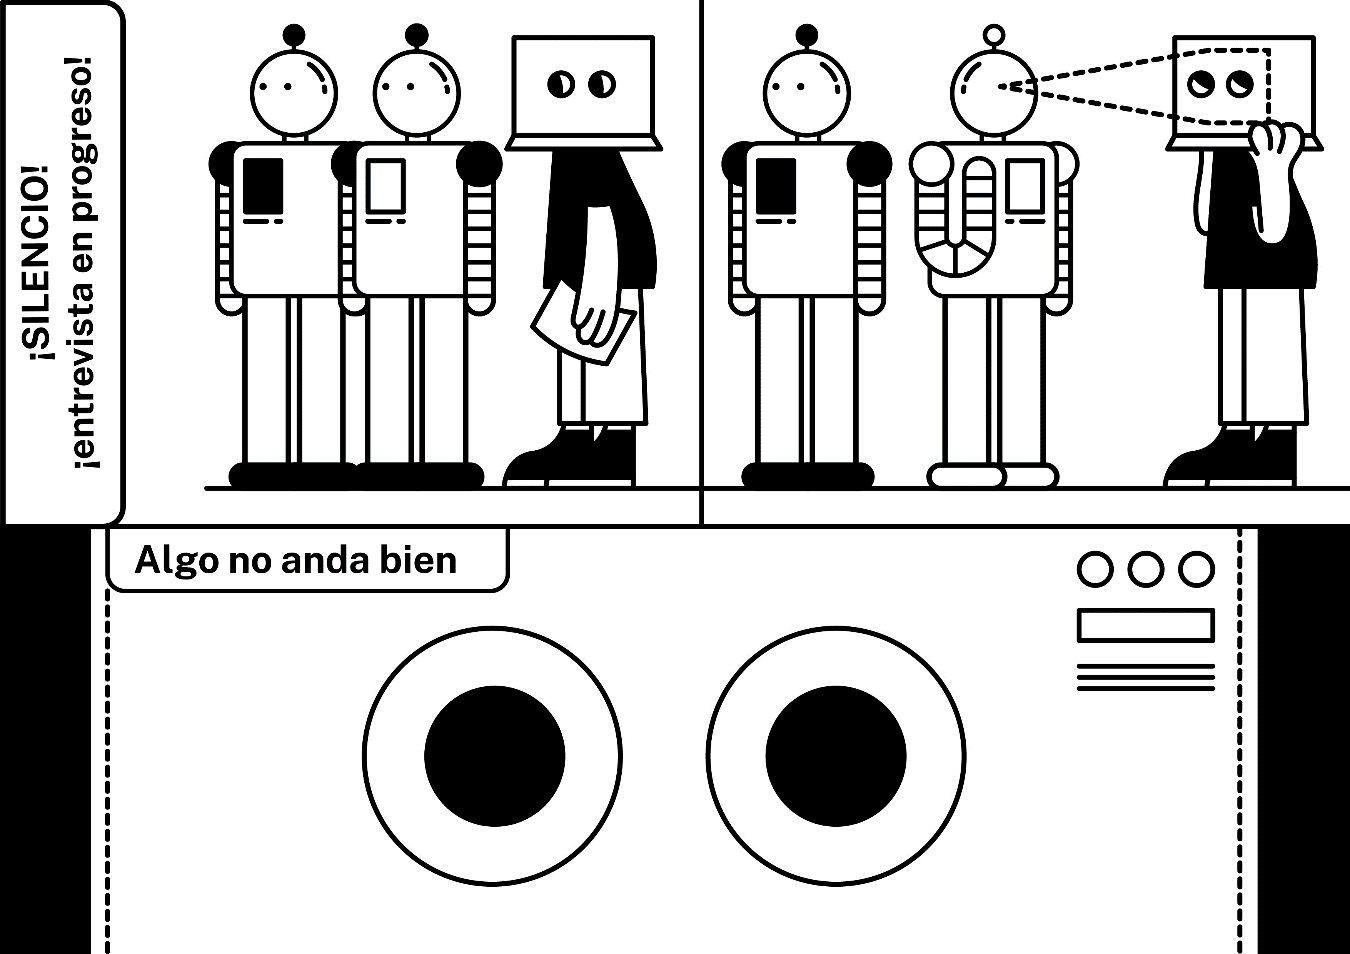 ¡SILENCIO!
¡entrevista en progreso!
Algo no anda bien